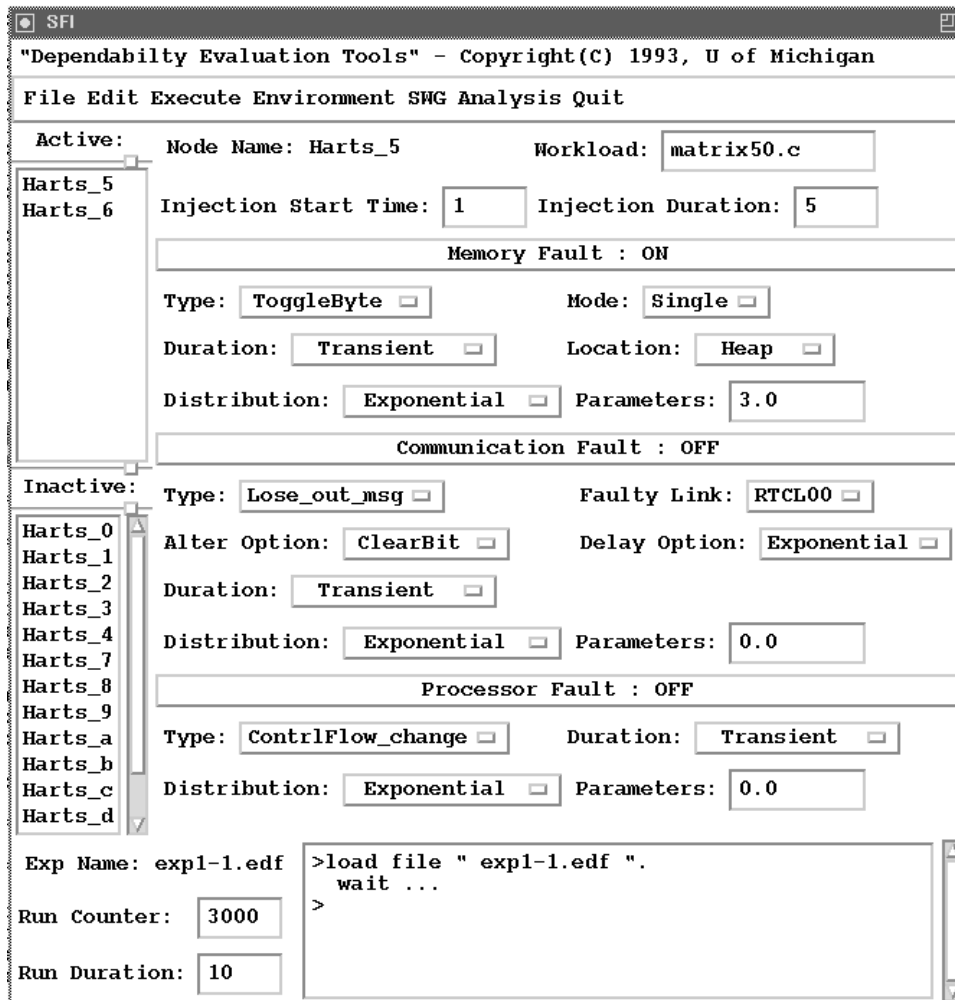 SFI
"Dependabilty Evaluation Tools" - Copyright(C) 1993, U of Michigan
File Edit Execute Environment SWG Analysis Quit
Active:
Harts_5
Harts_6
Node Name: Harts_5 Workload: matrix50.c
Injection Start Time: 1 Injection Duration: 5
Memory Fault : ON
Type: ToggleByte Mode: Single
Duration: Transient Location: Heap
Distribution: Exponential Parameters: 3.0
Communication Fault : OFF
Type: Lose_out_msg Faulty Link: RTCL00
Alter Option: ClearBit Delay Option: Exponential
Duration: Transient
Distribution: Exponential Parameters: 0.0
Processor Fault : OFF
Type: ContrlFlow_change Duration: Transient
Distribution: Exponential Parameters: 0.0
Inactive:
Harts_0
Harts_1
Harts_2
Harts_3
Harts_4
Harts_7
Harts_8
Harts_9
Harts_a
Harts_b
Harts_c
Harts_d
Exp Name: exp1-1.edf
Run Counter: 3000
Run Duration: 10
>load file " exp1-1.edf ".
wait ...
>